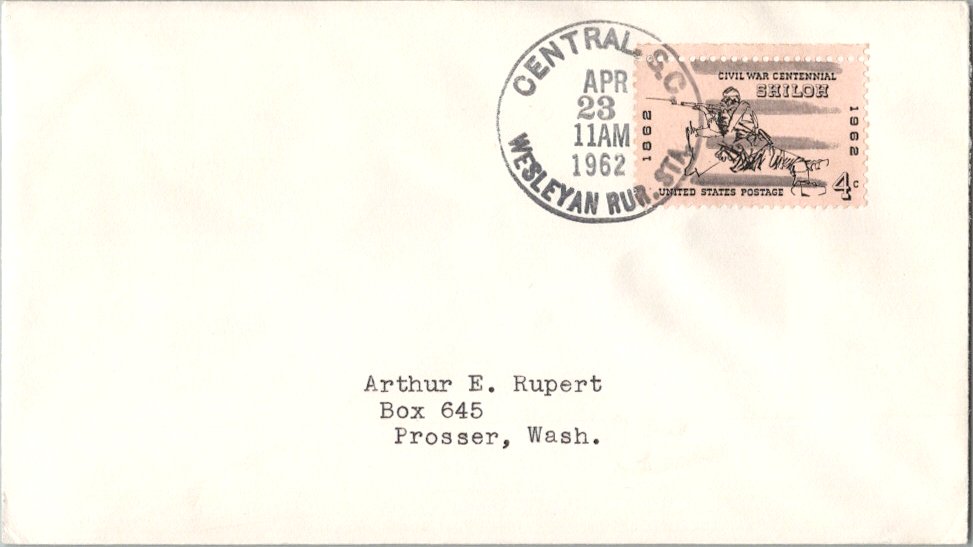 CENTRAL, S.C.
APR
23
11AM
1962
WESLEYAN RUR. STA.
CIVIL WAR CENTENNIAL
SHILOH
1862
1962
UNITED STATES POSTAGE
4c
Arthur E. Rupert
Box 645
Prosser, Wash.